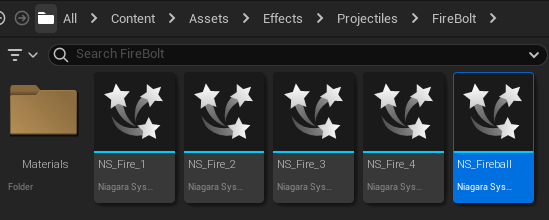 All > Content > Assets > Effects > Projectiles > FireBolt >
Search FireBolt
Materials
Folder
NS_Fire_1
Niagara Sys...
NS_Fire_2
Niagara Sys...
NS_Fire_3
Niagara Sys...
NS_Fire_4
Niagara Sys...
NS_Fireball
Niagara Sys...